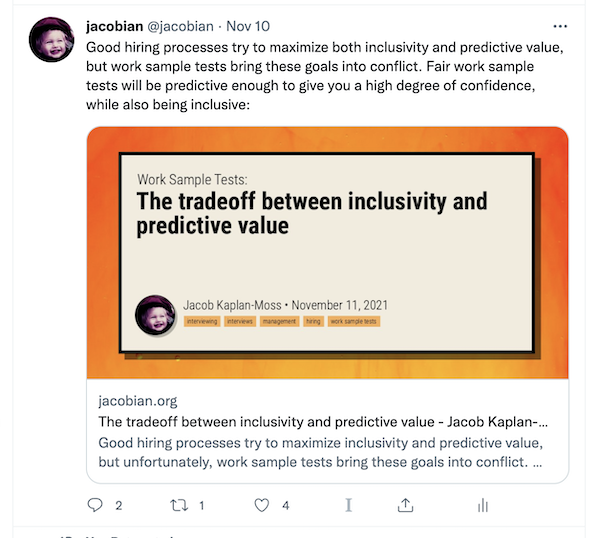 jacobian @jacobian · Nov 10
Good hiring processes try to maximize both inclusivity and predictive value,
but work sample tests bring these goals into conflict. Fair work sample
tests will be predictive enough to give you a high degree of confidence,
while also being inclusive:
Work Sample Tests:
The tradeoff between inclusivity and
predictive value
Jacob Kaplan-Moss • November 11, 2021
interviewing interviews management hiring work sample tests
jacobian.org
The tradeoff between inclusivity and predictive value - Jacob Kaplan-...
Good hiring processes try to maximize inclusivity and predictive value,
but unfortunately, work sample tests bring these goals into conflict. ...
2 1 4